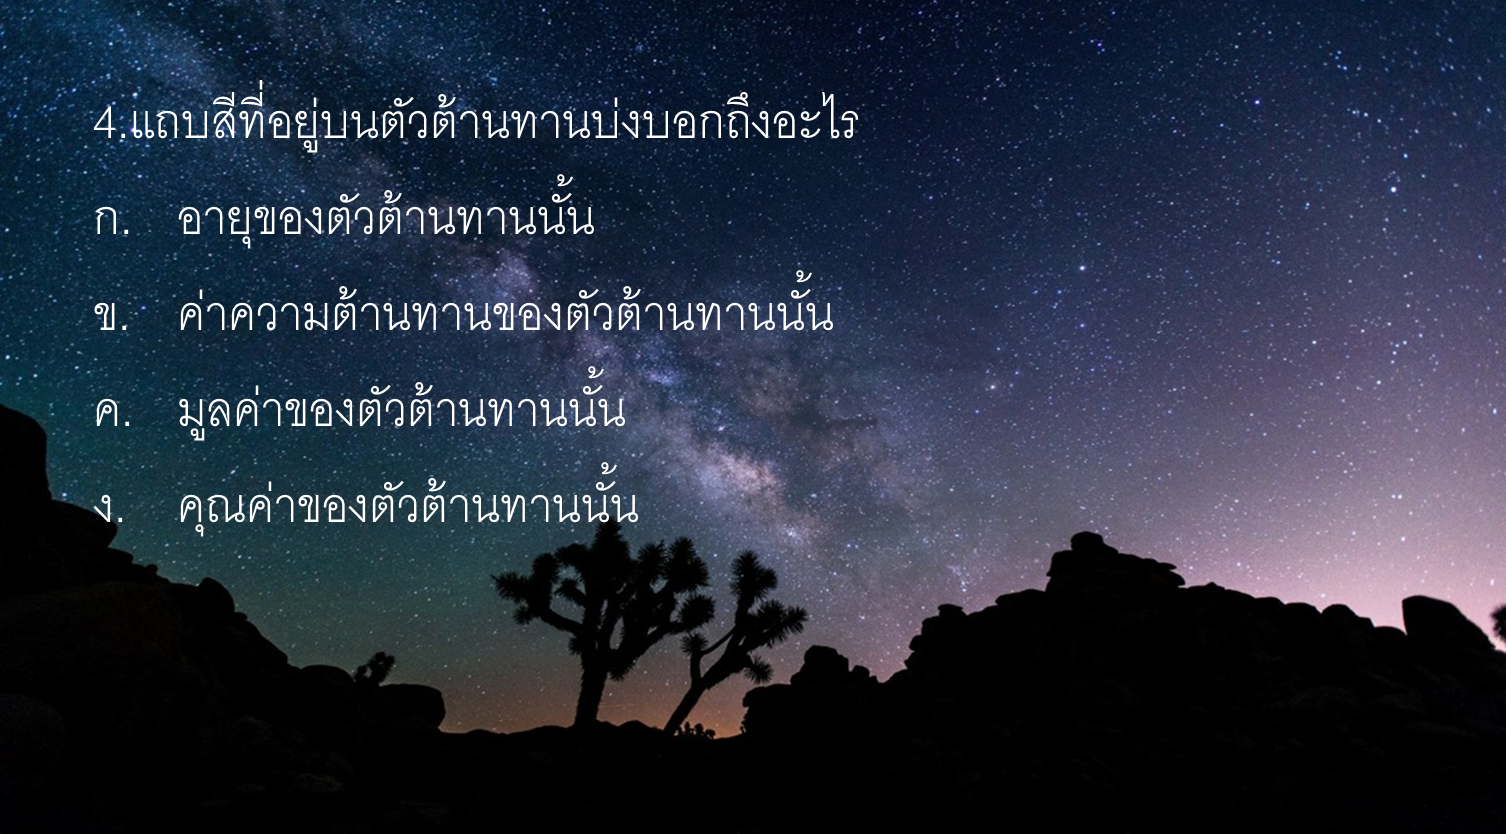 4.แถบสีที่อยู่บนตัวต้านทานบ่งบอกถึงอะไร
ก. อายุของตัวต้านทานนั้น
ข. ค่าความต้านทานของตัวต้านทานนั้น
ค. มูลค่าของตัวต้านทานนั้น
ง. คุณค่าของตัวต้านทานนั้น